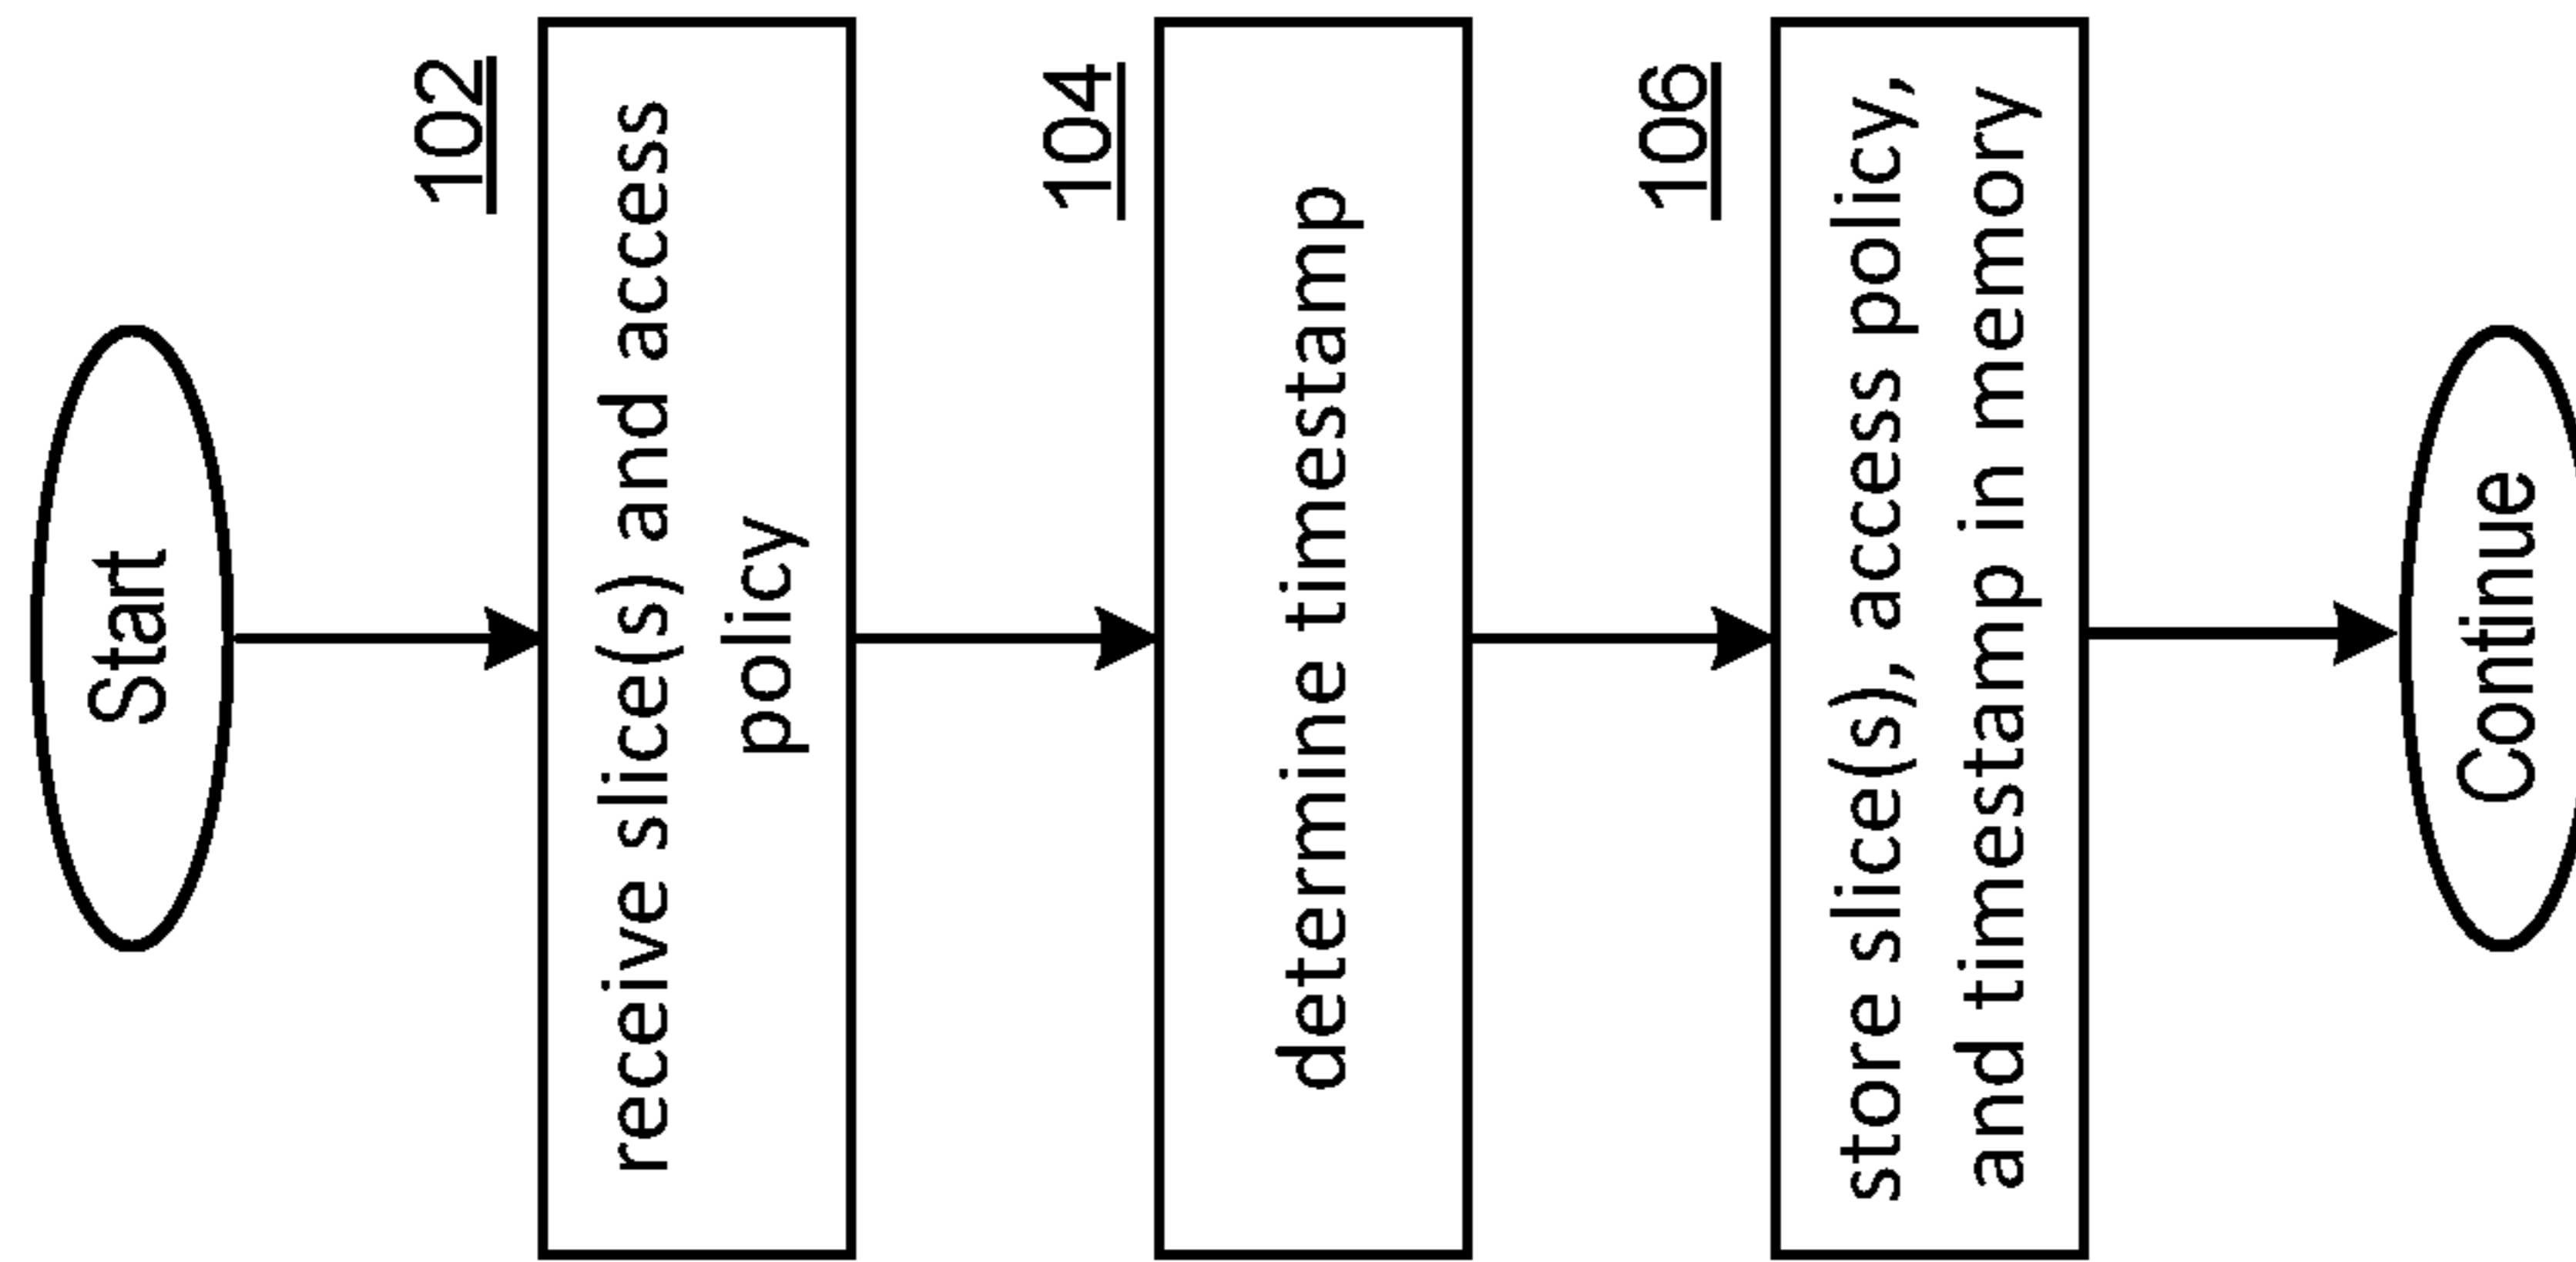 Start
102
receive slice(s) and access
policy
104
determine timestamp
106
store slice(s), access policy,
and timestamp in memory
Continue